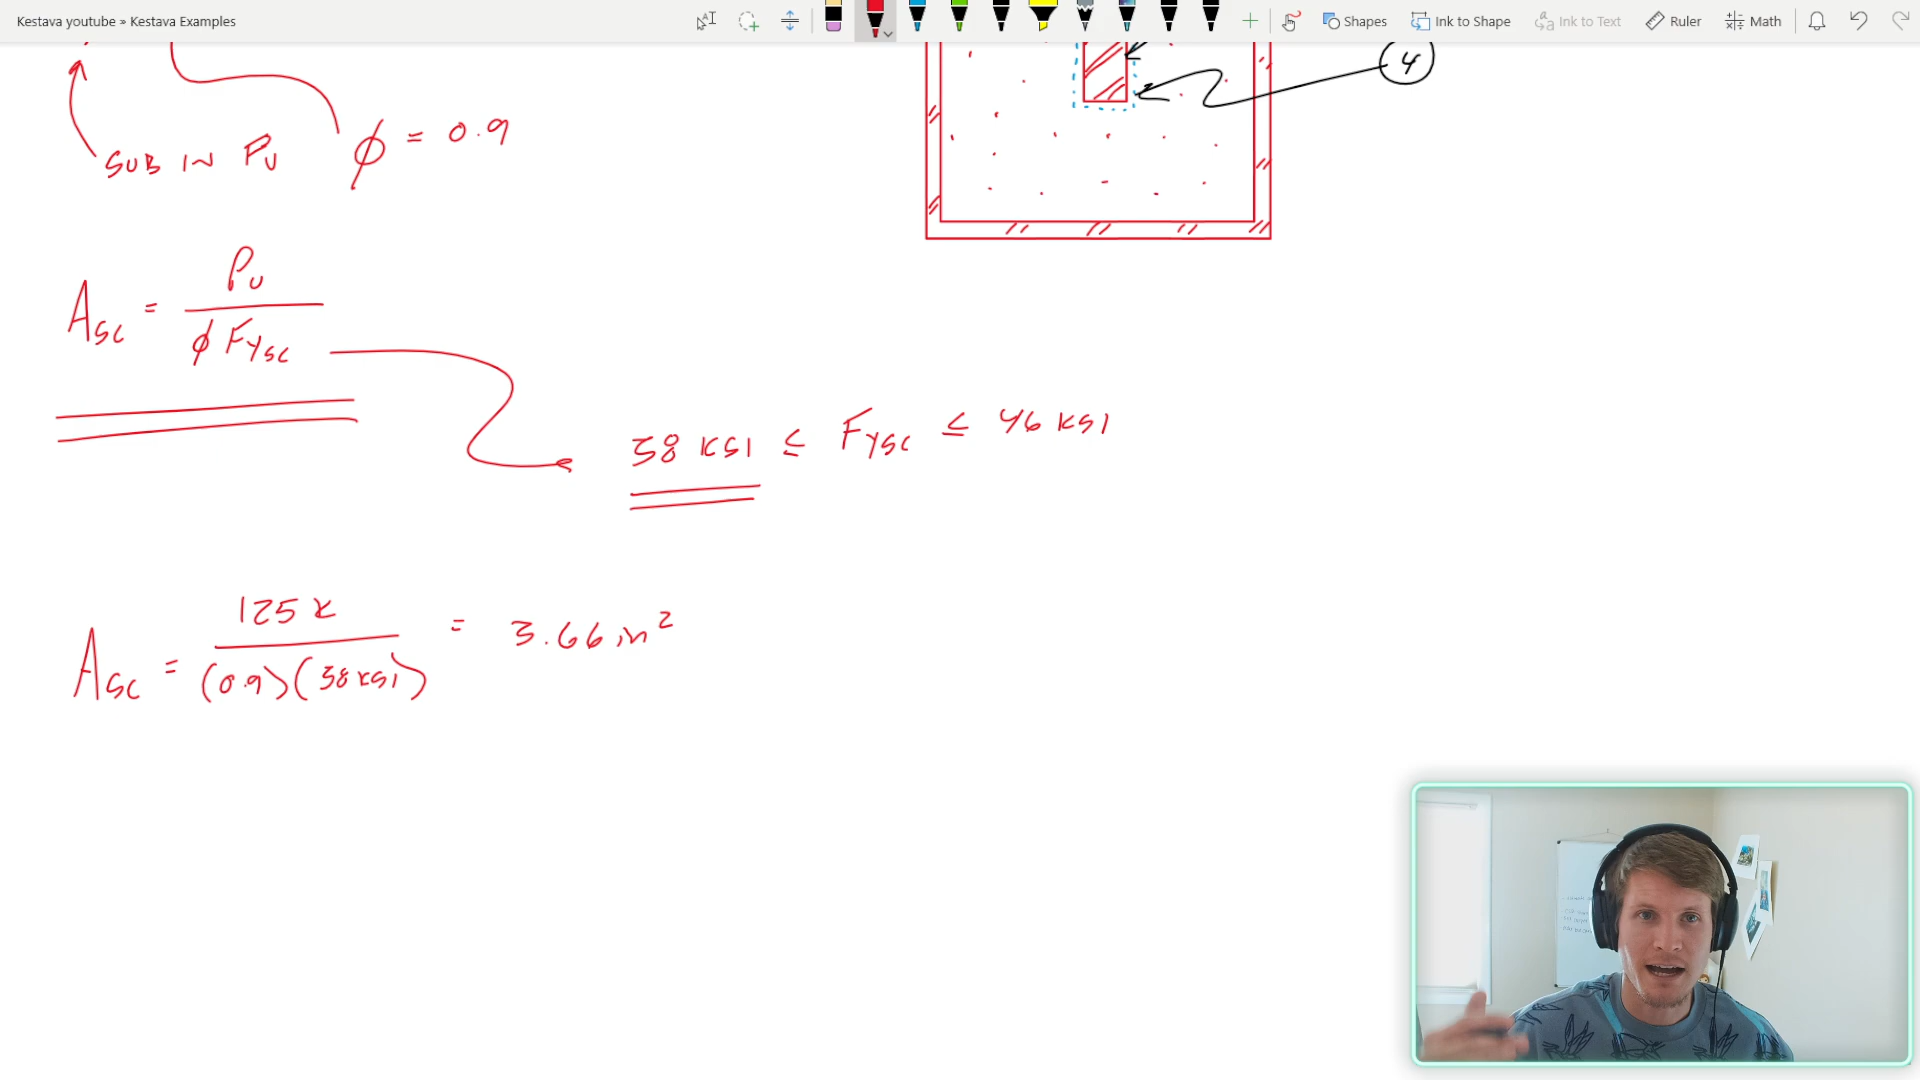 Kestava youtube » Kestava Examples
Shapes
Ink to Shape
Ink to Text
Ruler
Math
4
SUB IN Pu
ϕ = 0.9
Asc = Pu / ϕ Fysc
38 ksi ≤ Fysc ≤ 46 ksi
Asc = 125 k / (0.9)(38 ksi) = 3.66 in²